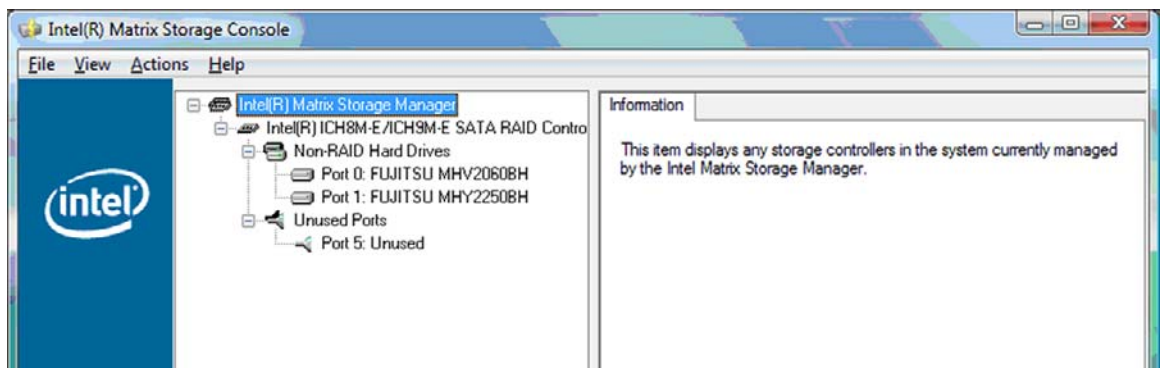 Intel(R) Matrix Storage Console
File View Actions Help
intel
Intel(R) Matrix Storage Manager
Intel(R) ICH8M-E/ICH9M-E SATA RAID Contro
Non-RAID Hard Drives
Port 0: FUJITSU MHV2060BH
Port 1: FUJITSU MHY2250BH
Unused Ports
Port 5: Unused
Information
This item displays any storage controllers in the system currently managed
by the Intel Matrix Storage Manager.